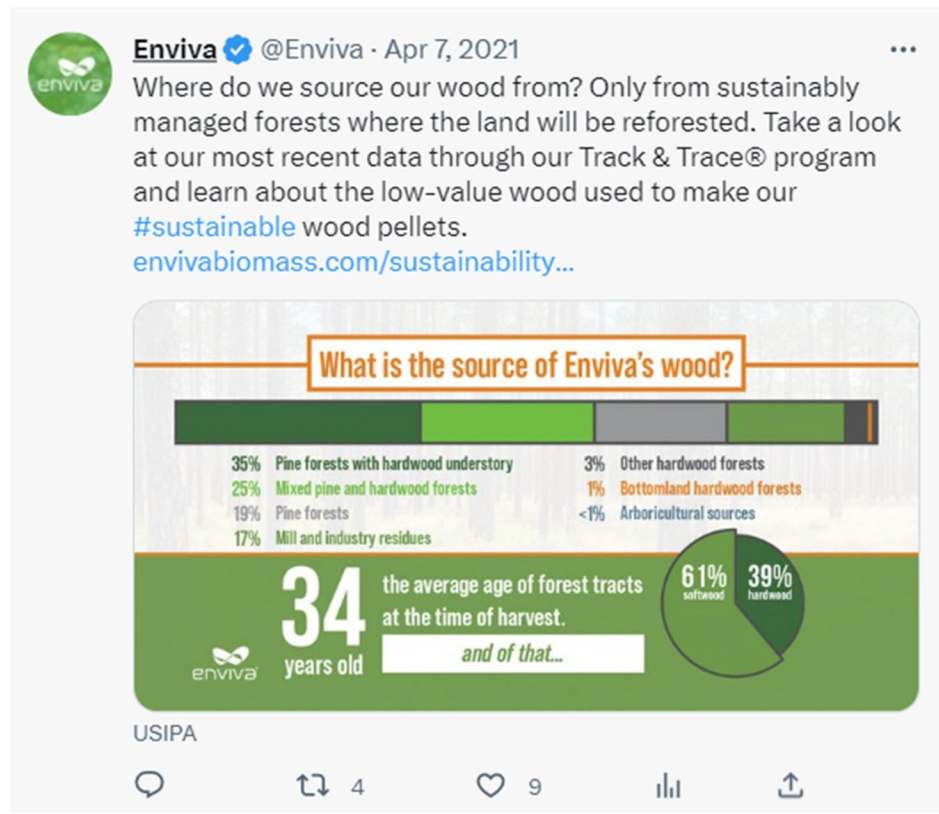 Enviva @Enviva · Apr 7, 2021
enviva
Where do we source our wood from? Only from sustainably
managed forests where the land will be reforested. Take a look
at our most recent data through our Track & Trace® program
and learn about the low-value wood used to make our
#sustainable wood pellets.
envivabiomass.com/sustainability...
What is the source of Enviva's wood?
35% Pine forests with hardwood understory
25% Mixed pine and hardwood forests
19% Pine forests
17% Mill and industry residues
3% Other hardwood forests
1% Bottomland hardwood forests
<1% Arboricultural sources
34
years old
the average age of forest tracts
at the time of harvest.
and of that...
61%
softwood
39%
hardwood
enviva
USIPA
4
9